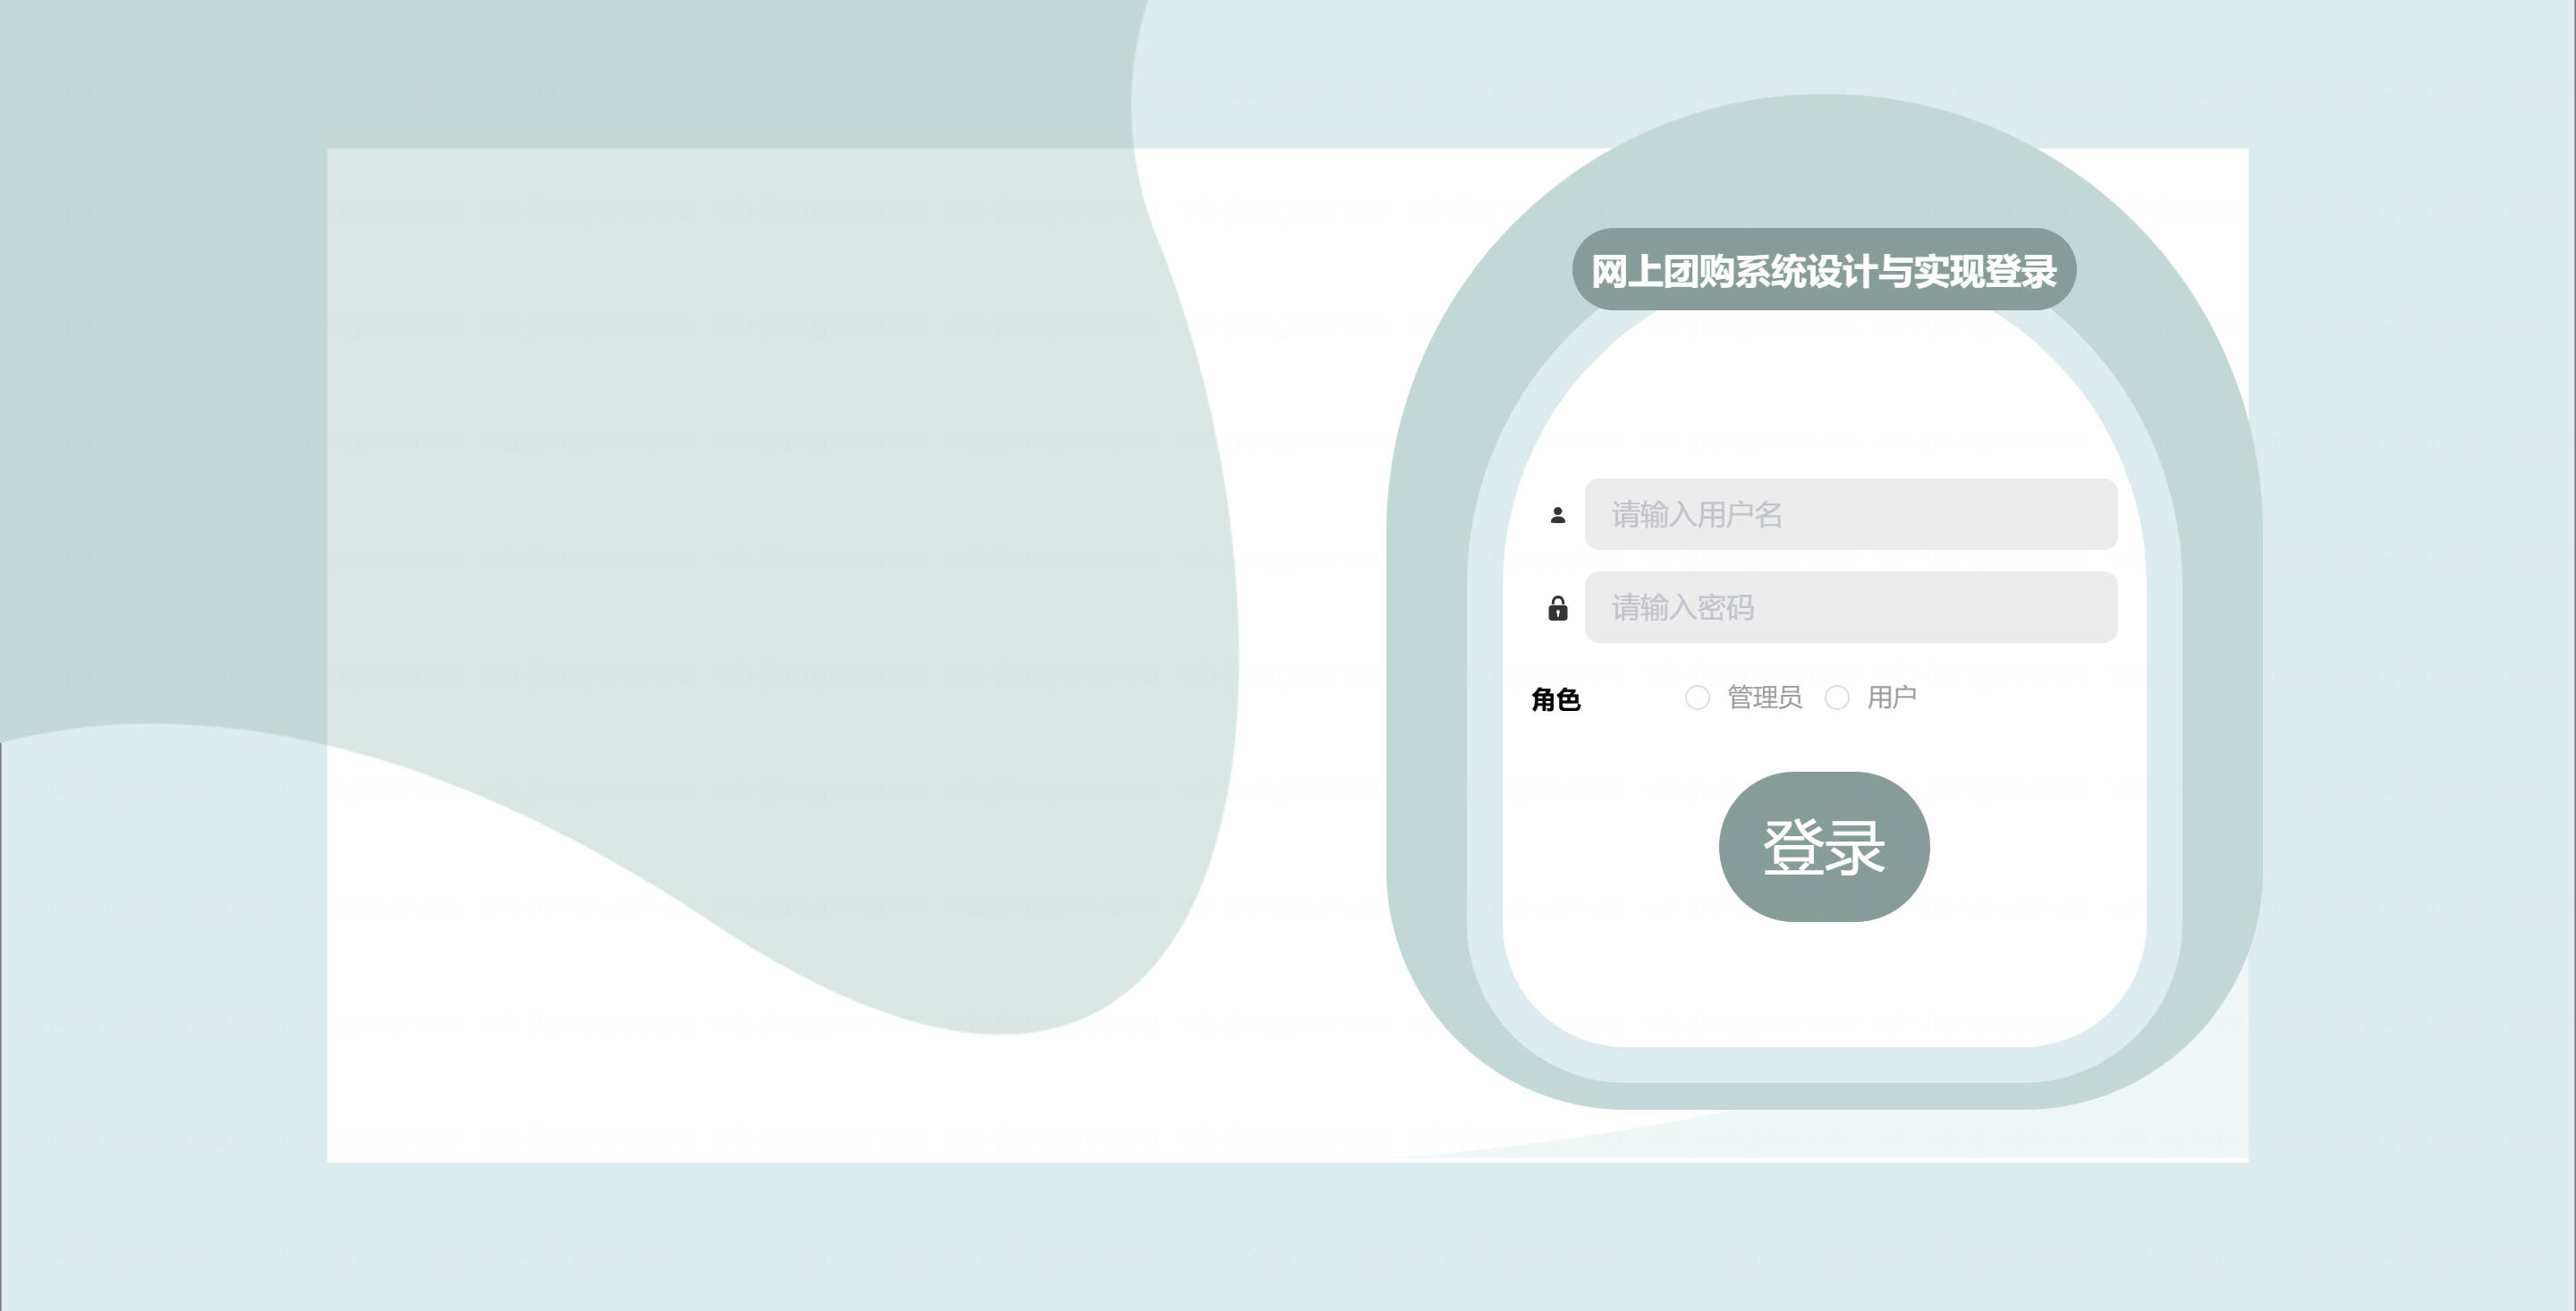 网上团购系统设计与实现登录
请输入用户名
请输入密码
角色 管理员 用户
登录